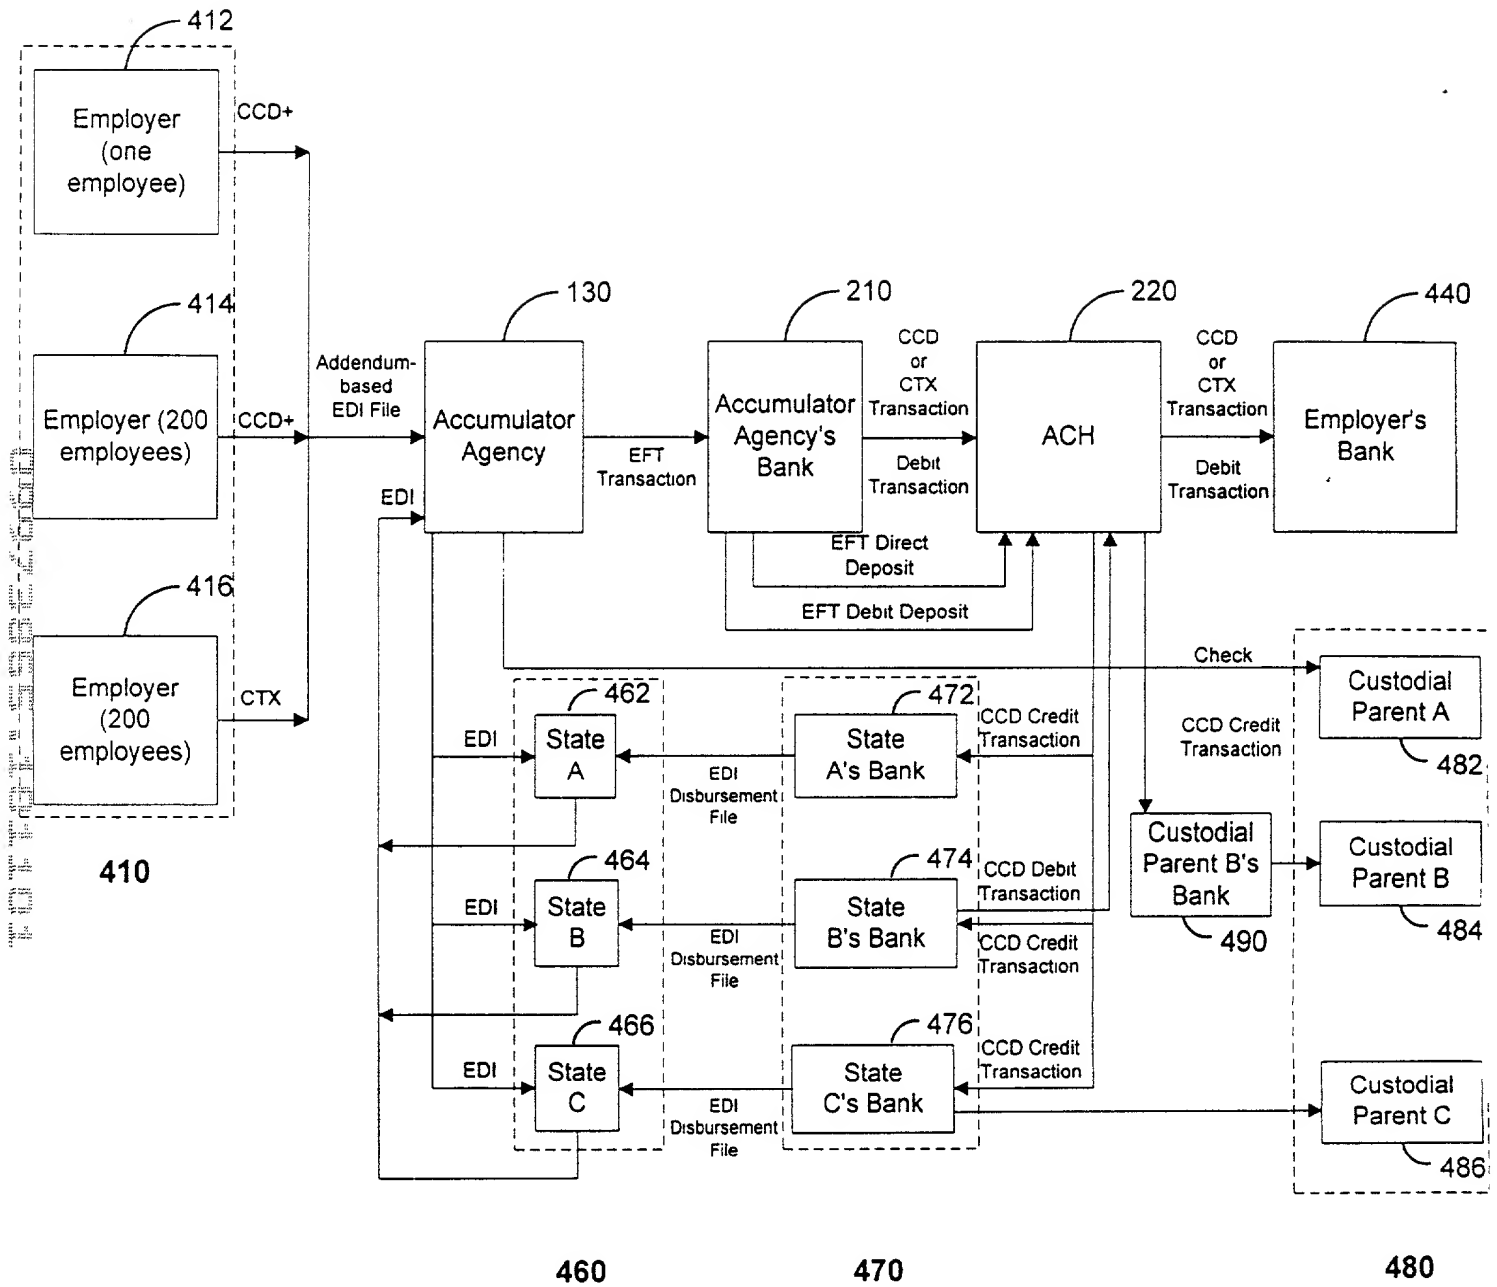 412
Employer
(one
employee)
CCD+
414
Employer (200
employees)
CCD+
416
Employer
(200
employees)
CTX
410
Addendum-
based
EDI File
130
Accumulator
Agency
EDI
EFT
Transaction
210
Accumulator
Agency's
Bank
CCD
or
CTX
Transaction
Debit
Transaction
220
ACH
CCD
or
CTX
Transaction
Debit
Transaction
440
Employer's
Bank
EFT Direct
Deposit
EFT Debit Deposit
Check
462
State
A
EDI
472
State
A's Bank
EDI
Disbursement
File
CCD Credit
Transaction
464
State
B
EDI
474
State
B's Bank
EDI
Disbursement
File
CCD Debit
Transaction
CCD Credit
Transaction
466
State
C
EDI
476
State
C's Bank
EDI
Disbursement
File
CCD Credit
Transaction
CCD Credit
Transaction
Custodial
Parent B's
Bank
490
Custodial
Parent A
482
Custodial
Parent B
484
Custodial
Parent C
486
460
470
480